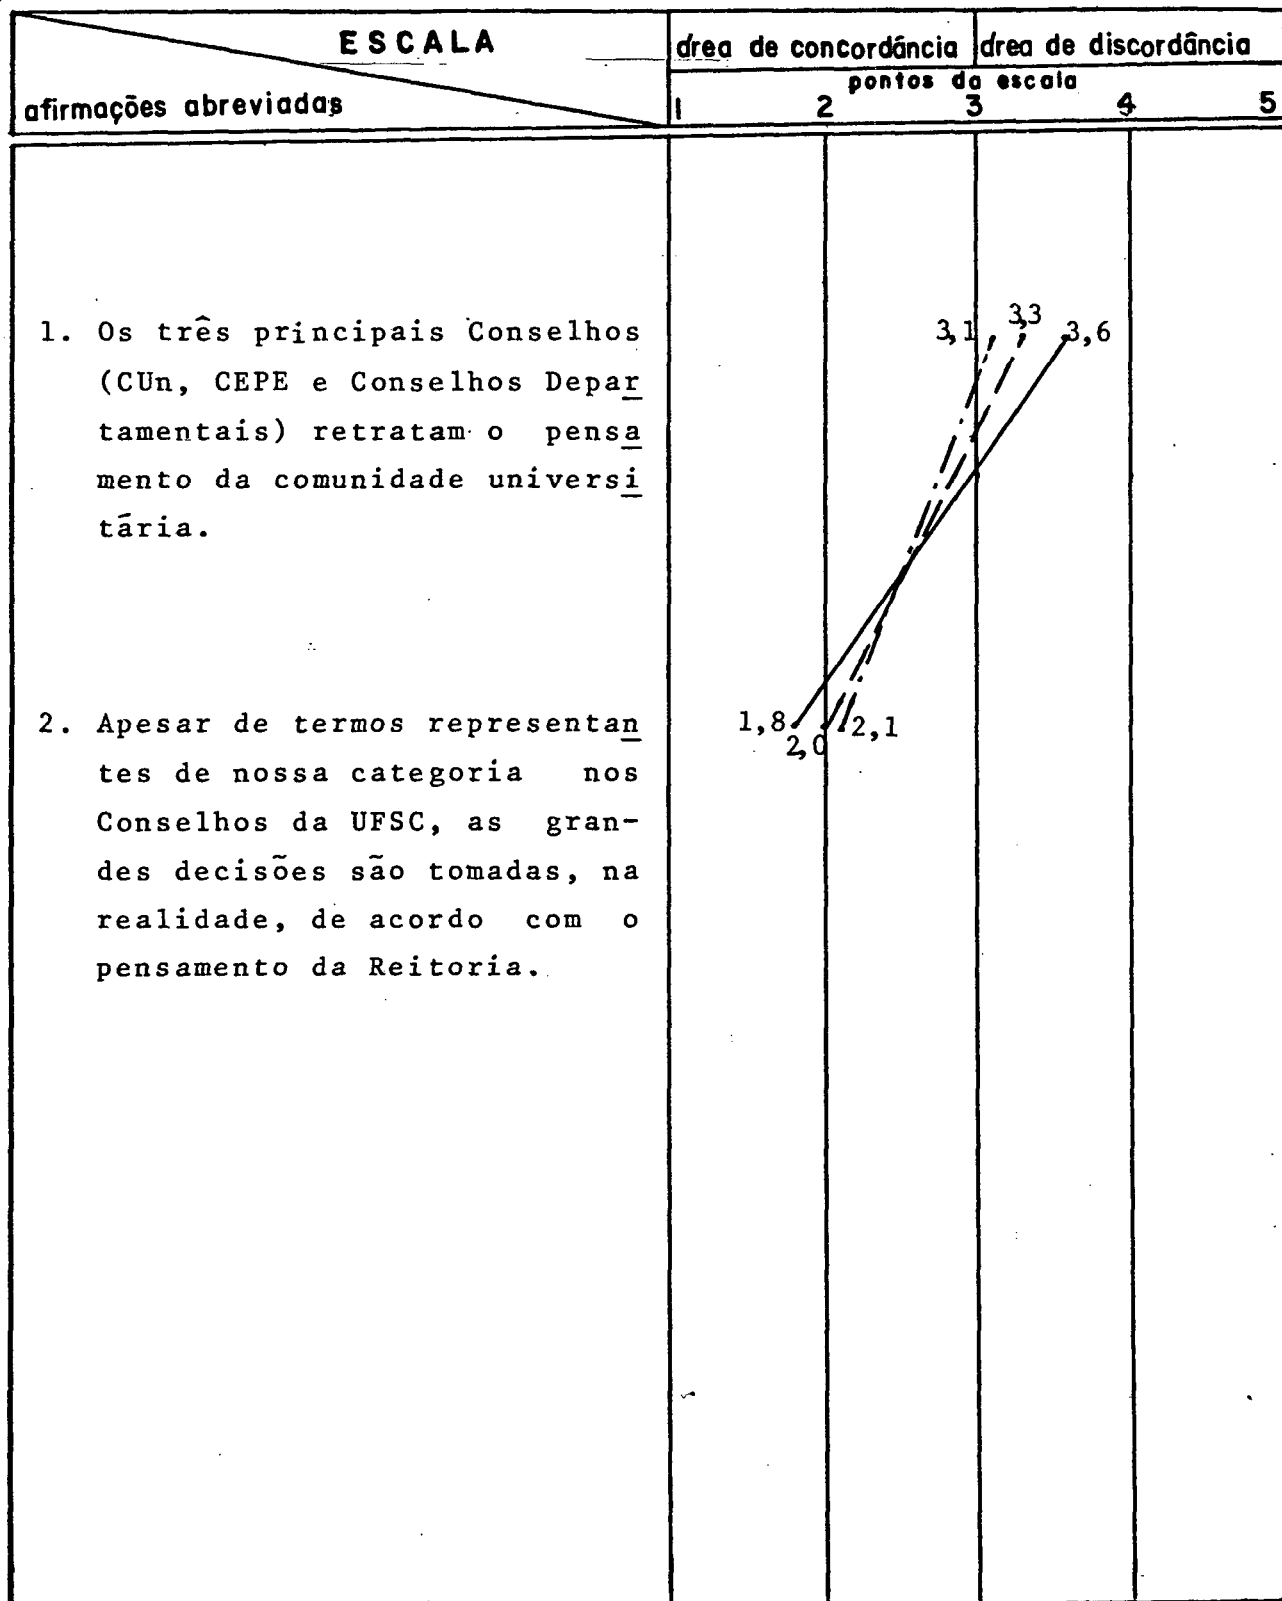 ESCALA
área de concordância
área de discordância
afirmações abreviadas
pontos da escala
1 2 3 4 5
1. Os três principais Conselhos
(CUn, CEPE e Conselhos Depar
tamentais) retratam o pensa
mento da comunidade universi
tária.
3,1 3,3 3,6
2. Apesar de termos representan
tes de nossa categoria nos
Conselhos da UFSC, as gran-
des decisões são tomadas, na
realidade, de acordo com o
pensamento da Reitoria.
1,8 2,0 2,1